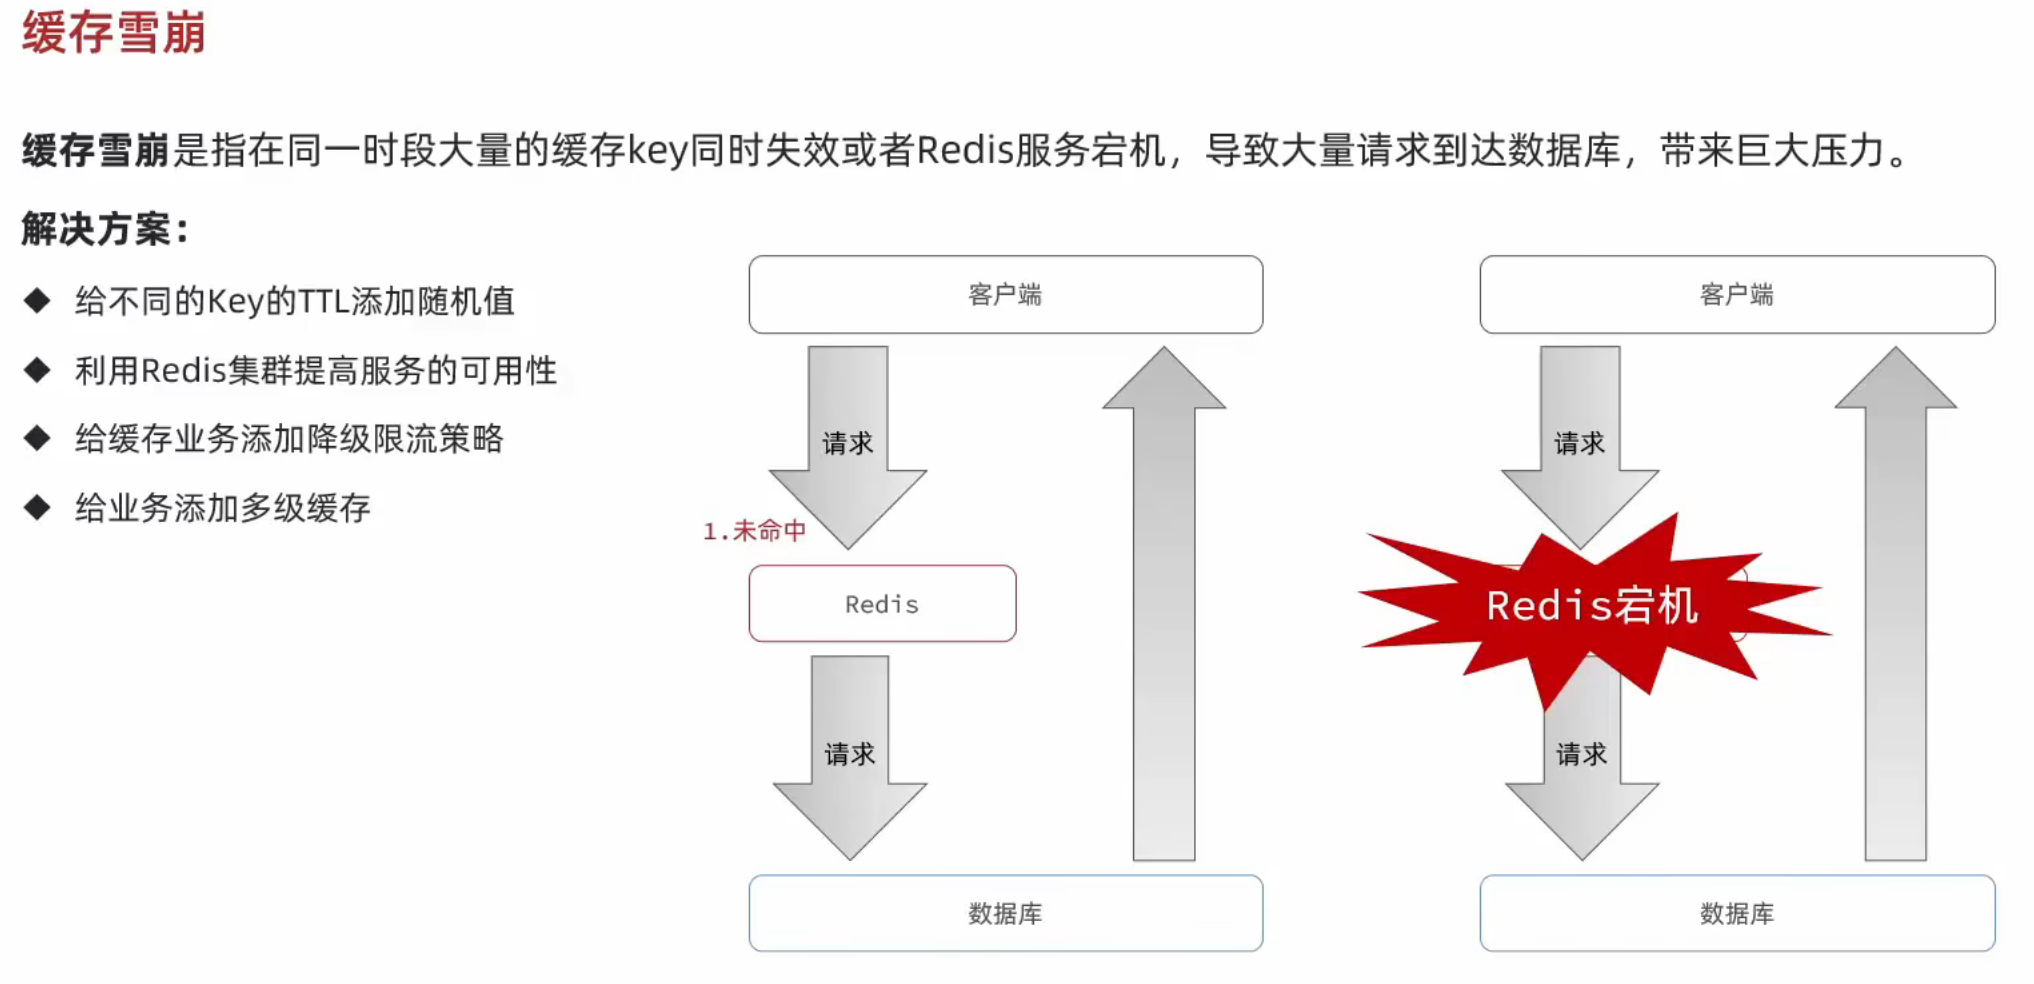 缓存雪崩
缓存雪崩是指在同一时段大量的缓存key同时失效或者Redis服务宕机，导致大量请求到达数据库，带来巨大压力。
解决方案：
◆ 给不同的Key的TTL添加随机值
◆ 利用Redis集群提高服务的可用性
◆ 给缓存业务添加降级限流策略
◆ 给业务添加多级缓存
客户端
请求
1.未命中
Redis
请求
数据库
客户端
请求
Redis宕机
请求
数据库